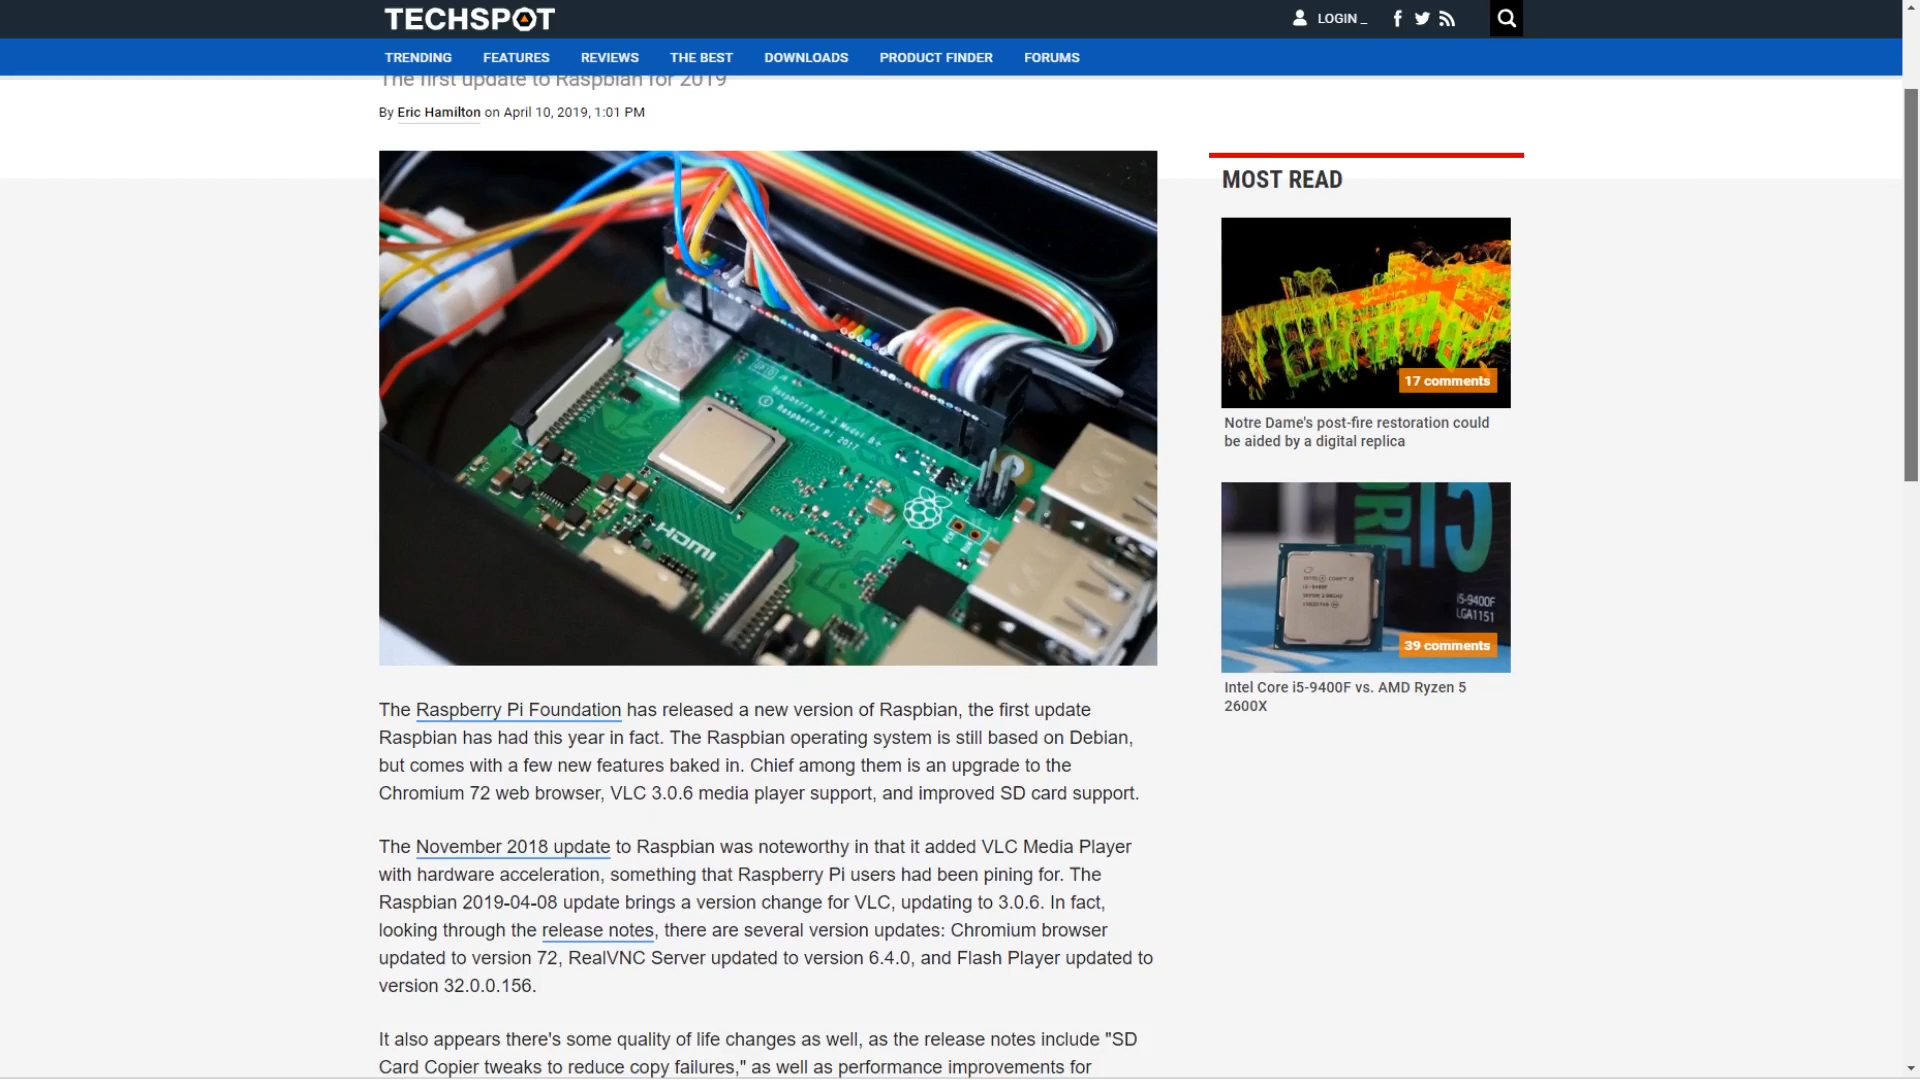 TECHSPOT
LOGIN _
TRENDING FEATURES REVIEWS THE BEST DOWNLOADS PRODUCT FINDER FORUMS
The first update to Raspbian for 2019
By Eric Hamilton on April 10, 2019, 1:01 PM
MOST READ
17 comments
Notre Dame's post-fire restoration could
be aided by a digital replica
CORE i5
i5-9400F
LGA1151
39 comments
Intel Core i5-9400F vs. AMD Ryzen 5
2600X
GPIO
Raspberry Pi 3 Model B+
© Raspberry Pi 2017
DISPLAY
HDMI
The Raspberry Pi Foundation has released a new version of Raspbian, the first update
Raspbian has had this year in fact. The Raspbian operating system is still based on Debian,
but comes with a few new features baked in. Chief among them is an upgrade to the
Chromium 72 web browser, VLC 3.0.6 media player support, and improved SD card support.
The November 2018 update to Raspbian was noteworthy in that it added VLC Media Player
with hardware acceleration, something that Raspberry Pi users had been pining for. The
Raspbian 2019-04-08 update brings a version change for VLC, updating to 3.0.6. In fact,
looking through the release notes, there are several version updates: Chromium browser
updated to version 72, RealVNC Server updated to version 6.4.0, and Flash Player updated to
version 32.0.0.156.
It also appears there's some quality of life changes as well, as the release notes include "SD
Card Copier tweaks to reduce copy failures," as well as performance improvements for